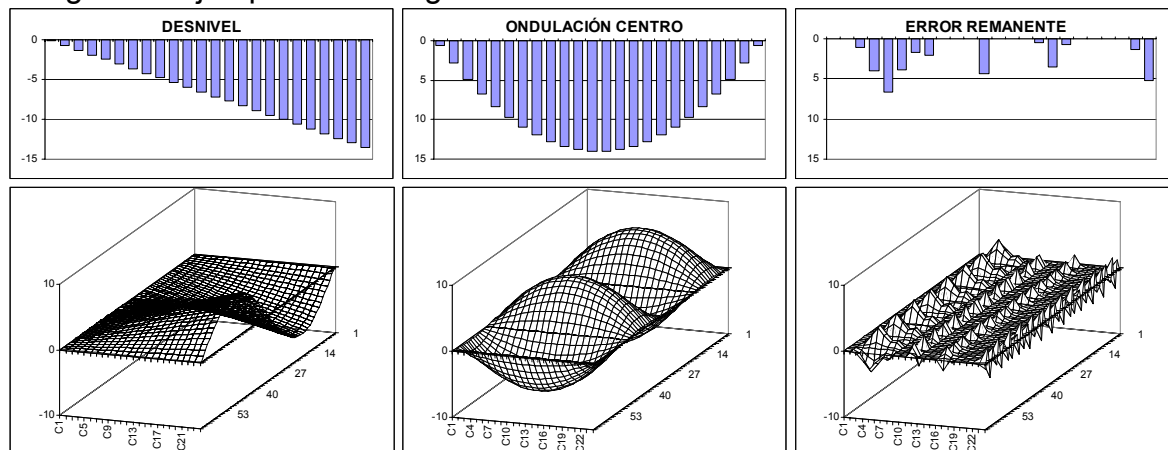 DESNIVEL
0
-5
-10
-15
ONDULACIÓN CENTRO
0
5
10
15
ERROR REMANENTE
0
5
10
15
10
0
-10
C1
C5
C9
C13
C17
C21
53
40
27
14
1
10
0
-10
C1
C4
C7
C10
C13
C16
C19
C22
53
40
27
14
1
10
0
-10
C1
C4
C7
C10
C13
C16
C19
C22
53
40
27
14
1